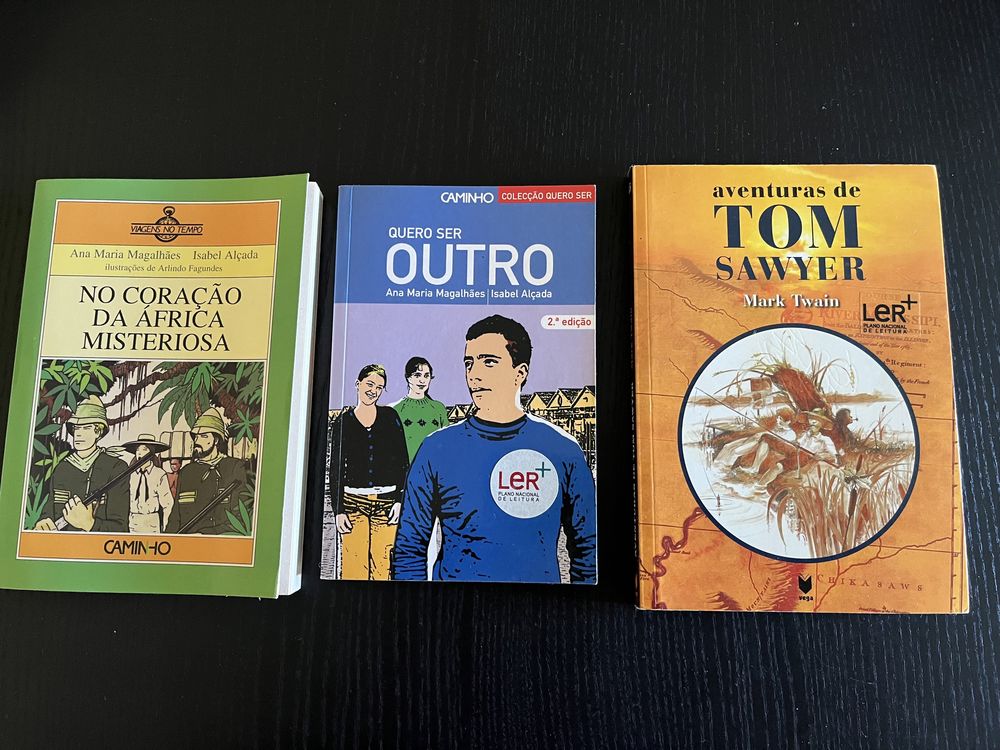 VIAGENS NO TEMPO
Ana Maria Magalhães Isabel Alçada
ilustrações de Arlindo Fagundes
NO CORAÇÃO
DA ÁFRICA
MISTERIOSA
CAMINHO
CAMINHO COLECÇÃO QUERO SER
QUERO SER
OUTRO
Ana Maria Magalhães | Isabel Alçada
2.ª edição
LeR+
PLANO NACIONAL
DE LEITURA
aventuras de
TOM
SAWYER
Mark Twain
LeR+
PLANO NACIONAL
DE LEITURA
CHIKASAWS
vega